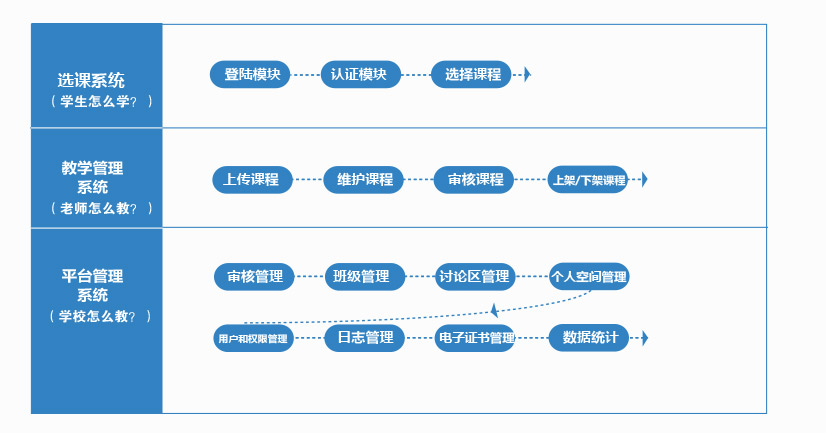 选课系统
（学生怎么学？）
登陆模块
认证模块
选择课程
教学管理
系统
（老师怎么教？）
上传课程
维护课程
审核课程
上架/下架课程
平台管理
系统
（学校怎么教？）
审核管理
班级管理
讨论区管理
个人空间管理
用户和权限管理
日志管理
电子证书管理
数据统计